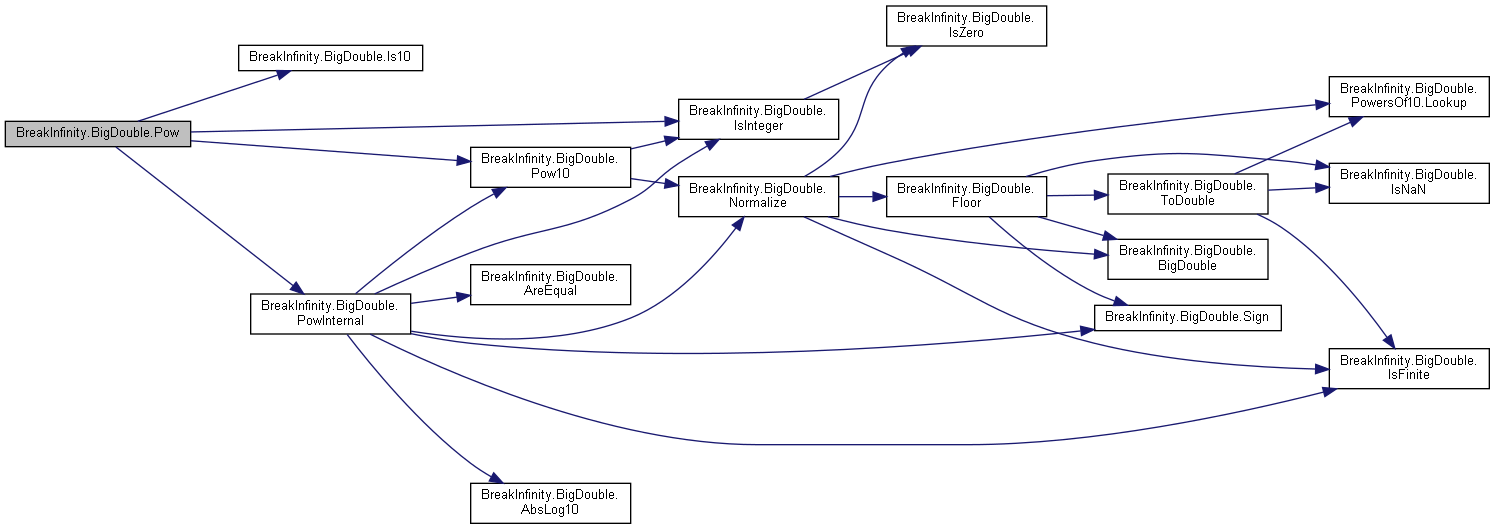 BreakInfinity.BigDouble.Pow
BreakInfinity.BigDouble.Is10
BreakInfinity.BigDouble.
PowInternal
BreakInfinity.BigDouble.
Pow10
BreakInfinity.BigDouble.
AreEqual
BreakInfinity.BigDouble.
AbsLog10
BreakInfinity.BigDouble.
IsInteger
BreakInfinity.BigDouble.
Normalize
BreakInfinity.BigDouble.
IsZero
BreakInfinity.BigDouble.
Floor
BreakInfinity.BigDouble.
ToDouble
BreakInfinity.BigDouble.
BigDouble
BreakInfinity.BigDouble.Sign
BreakInfinity.BigDouble.
PowersOf10.Lookup
BreakInfinity.BigDouble.
IsNaN
BreakInfinity.BigDouble.
IsFinite